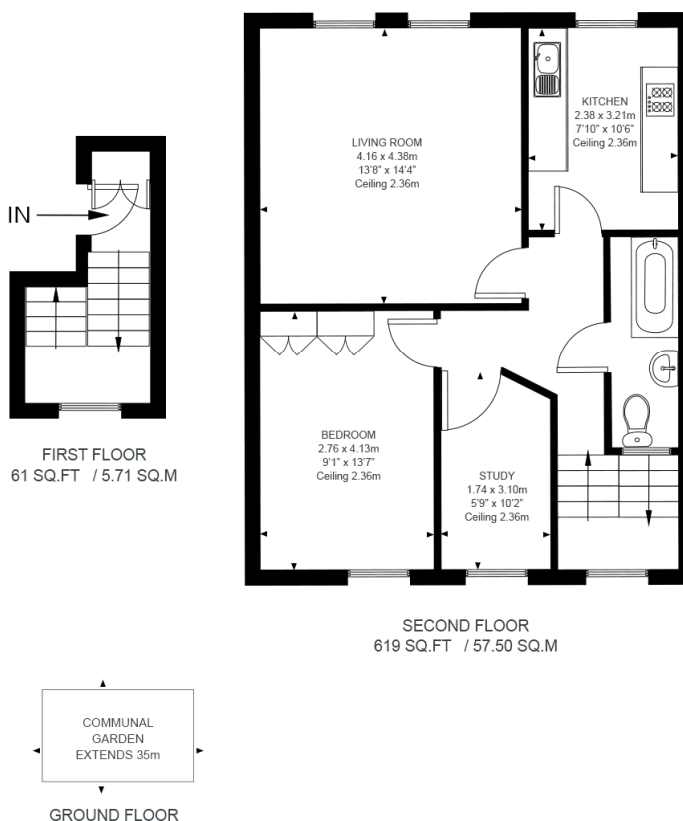 LIVING ROOM
4.16 x 4.38m
13'8" x 14'4"
Ceiling 2.36m
KITCHEN
2.38 x 3.21m
7'10" x 10'6"
Ceiling 2.36m
IN
FIRST FLOOR
61 SQ.FT / 5.71 SQ.M
BEDROOM
2.76 x 4.13m
9'1" x 13'7"
Ceiling 2.36m
STUDY
1.74 x 3.10m
5'9" x 10'2"
Ceiling 2.36m
SECOND FLOOR
619 SQ.FT / 57.50 SQ.M
COMMUNAL
GARDEN
EXTENDS 35m
GROUND FLOOR